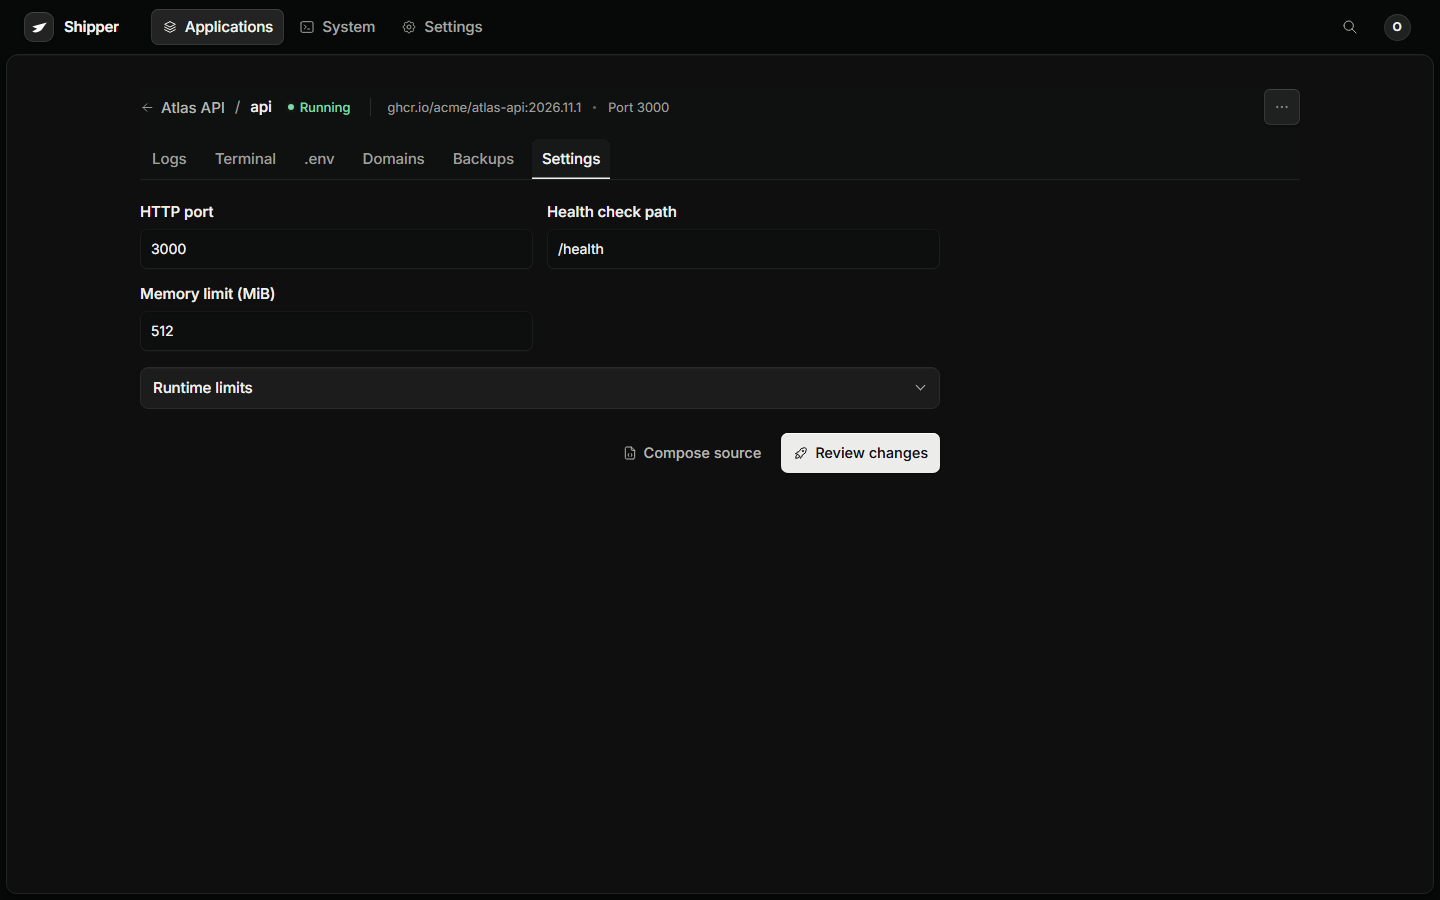 Shipper Applications System Settings O
Atlas API / api Running ghcr.io/acme/atlas-api:2026.11.1 • Port 3000 ...
Logs Terminal .env Domains Backups Settings
HTTP port Health check path
3000 /health
Memory limit (MiB)
512
Runtime limits
Compose source Review changes